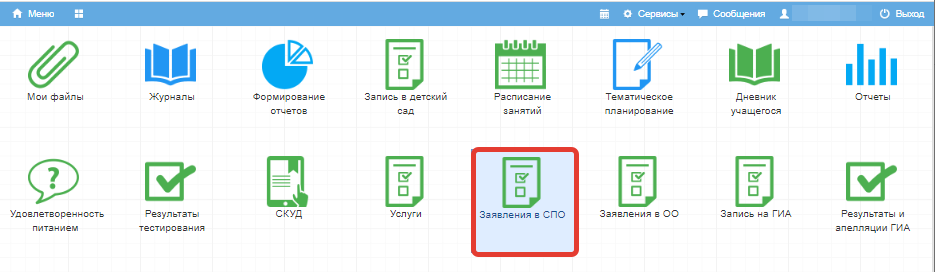 Меню Сервисы Сообщения Выход
Мои файлы Журналы Формирование отчетов Запись в детский сад Расписание занятий Тематическое планирование Дневник учащегося Отчеты
Удовлетворенность питанием Результаты тестирования СКУД Услуги Заявления в СПО Заявления в ОО Запись на ГИА Результаты и апелляции ГИА